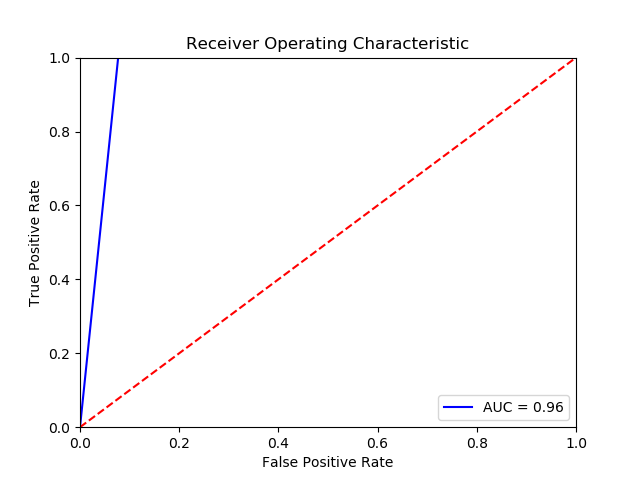 Receiver Operating Characteristic
1.0
0.8
0.6
0.4
0.2
0.0
True Positive Rate
AUC = 0.96
0.0 0.2 0.4 0.6 0.8 1.0
False Positive Rate